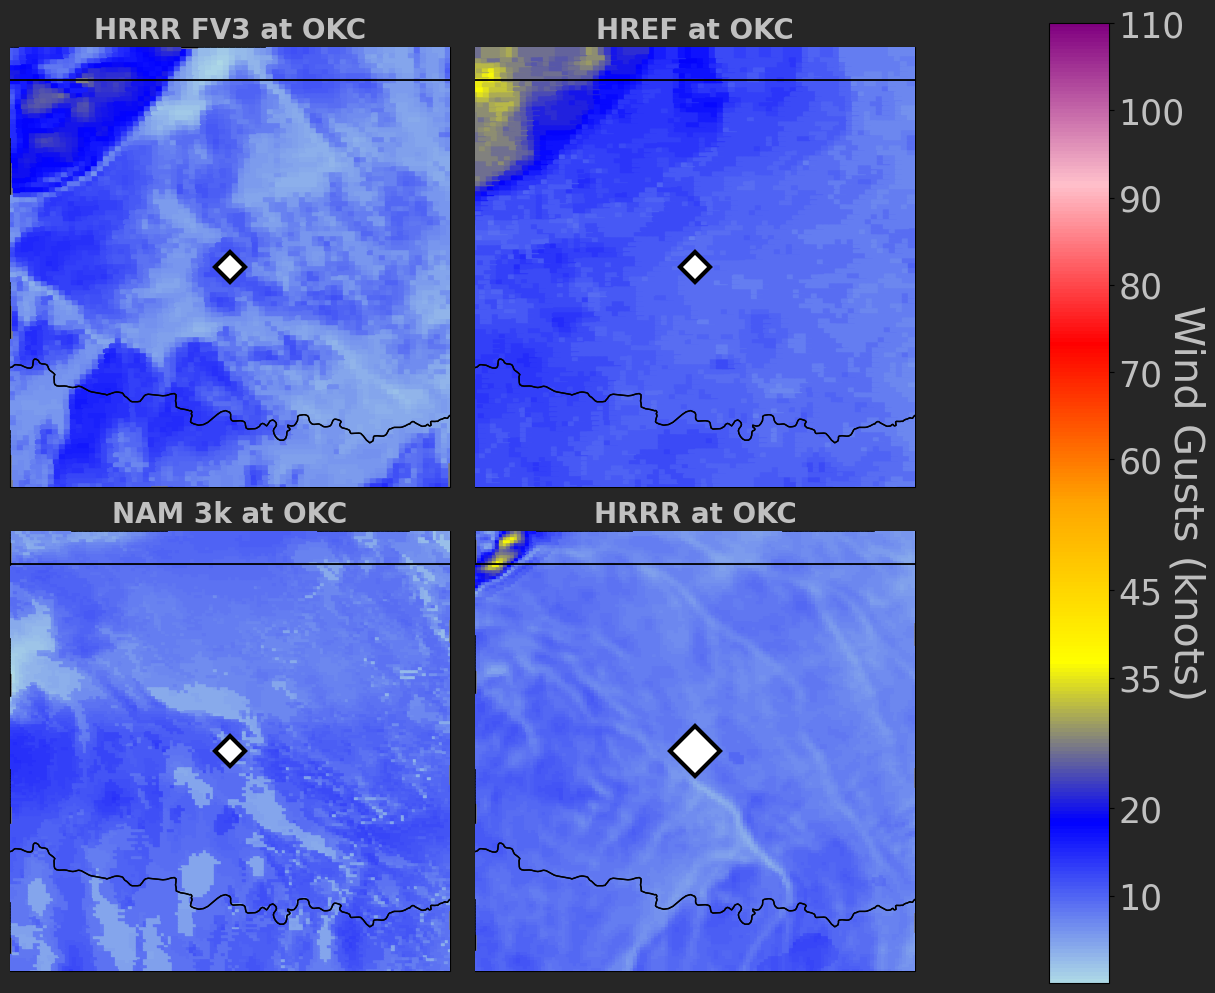 HRRR FV3 at OKC
HREF at OKC
NAM 3k at OKC
HRRR at OKC
110
100
90
80
70
60
45
35
20
10
Wind Gusts (knots)